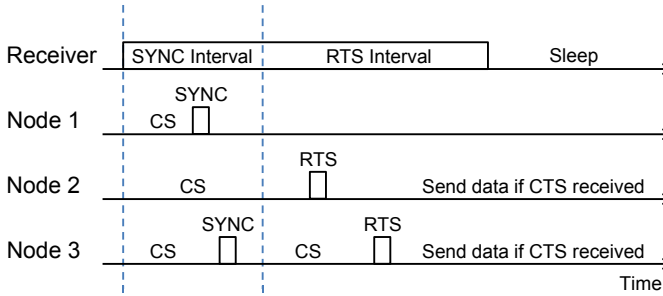 Receiver SYNC Interval RTS Interval Sleep
SYNC
Node 1 CS
RTS
Node 2 CS Send data if CTS received
SYNC RTS
Node 3 CS CS Send data if CTS received
Time